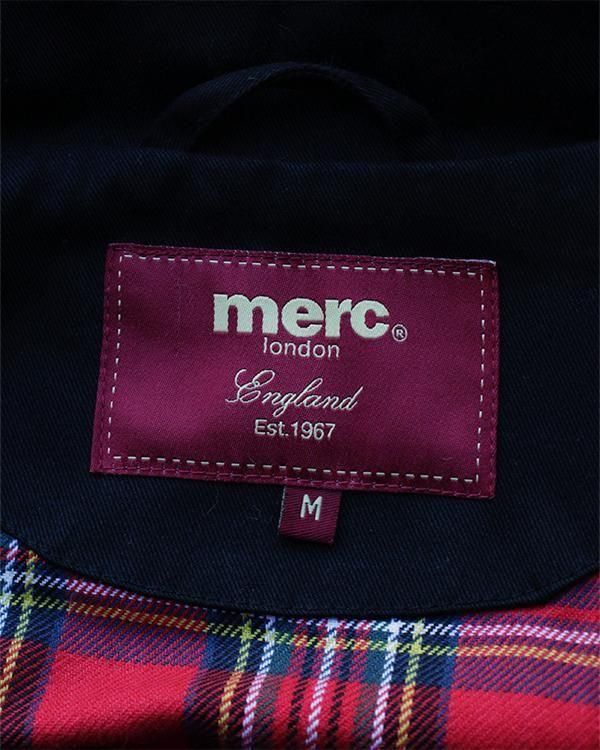 merc®
london
England
Est.1967
M